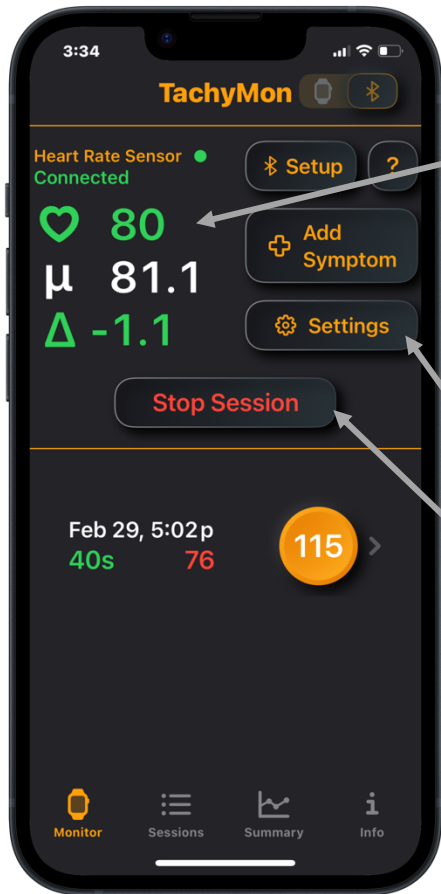 3:34
TachyMon
Heart Rate Sensor
Connected
Setup
?
80
Add
Symptom
μ 81.1
Δ -1.1
Settings
Stop Session
Feb 29, 5:02p
40s 76
115
Monitor Sessions Summary Info